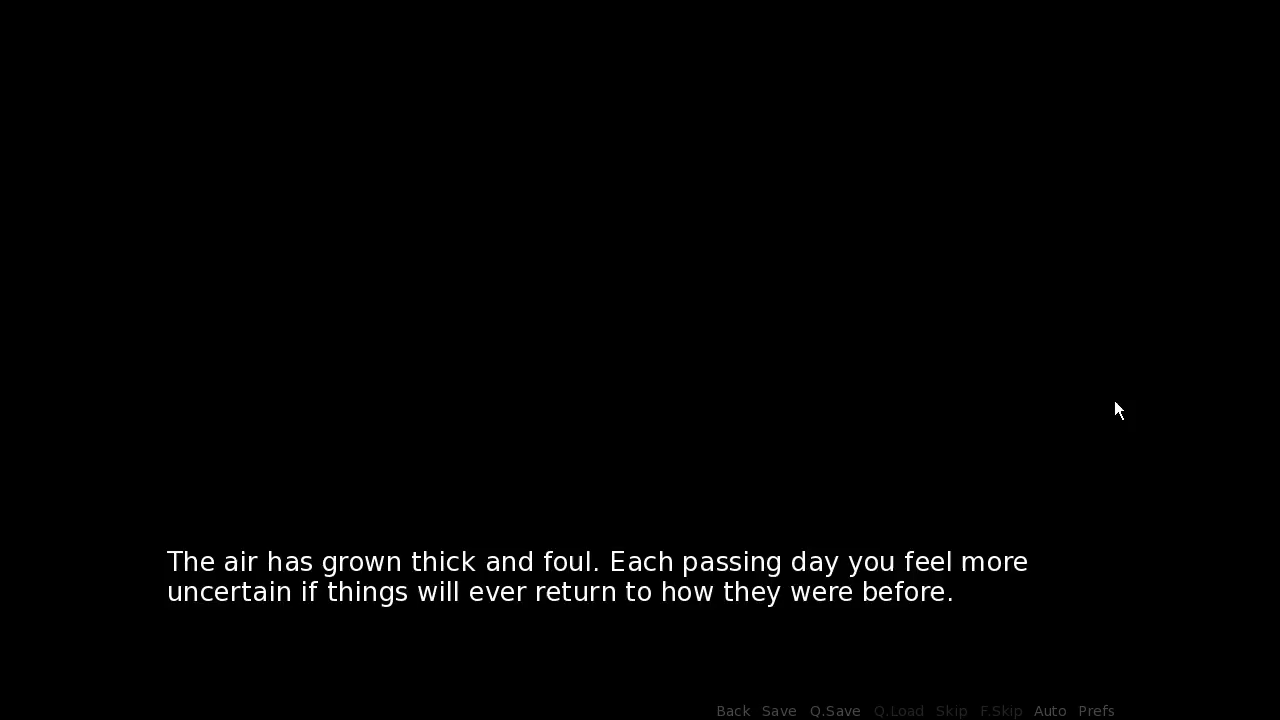 The air has grown thick and foul. Each passing day you feel more
uncertain if things will ever return to how they were before.
Back Save Q.Save Q.Load Skip F.Skip Auto Prefs